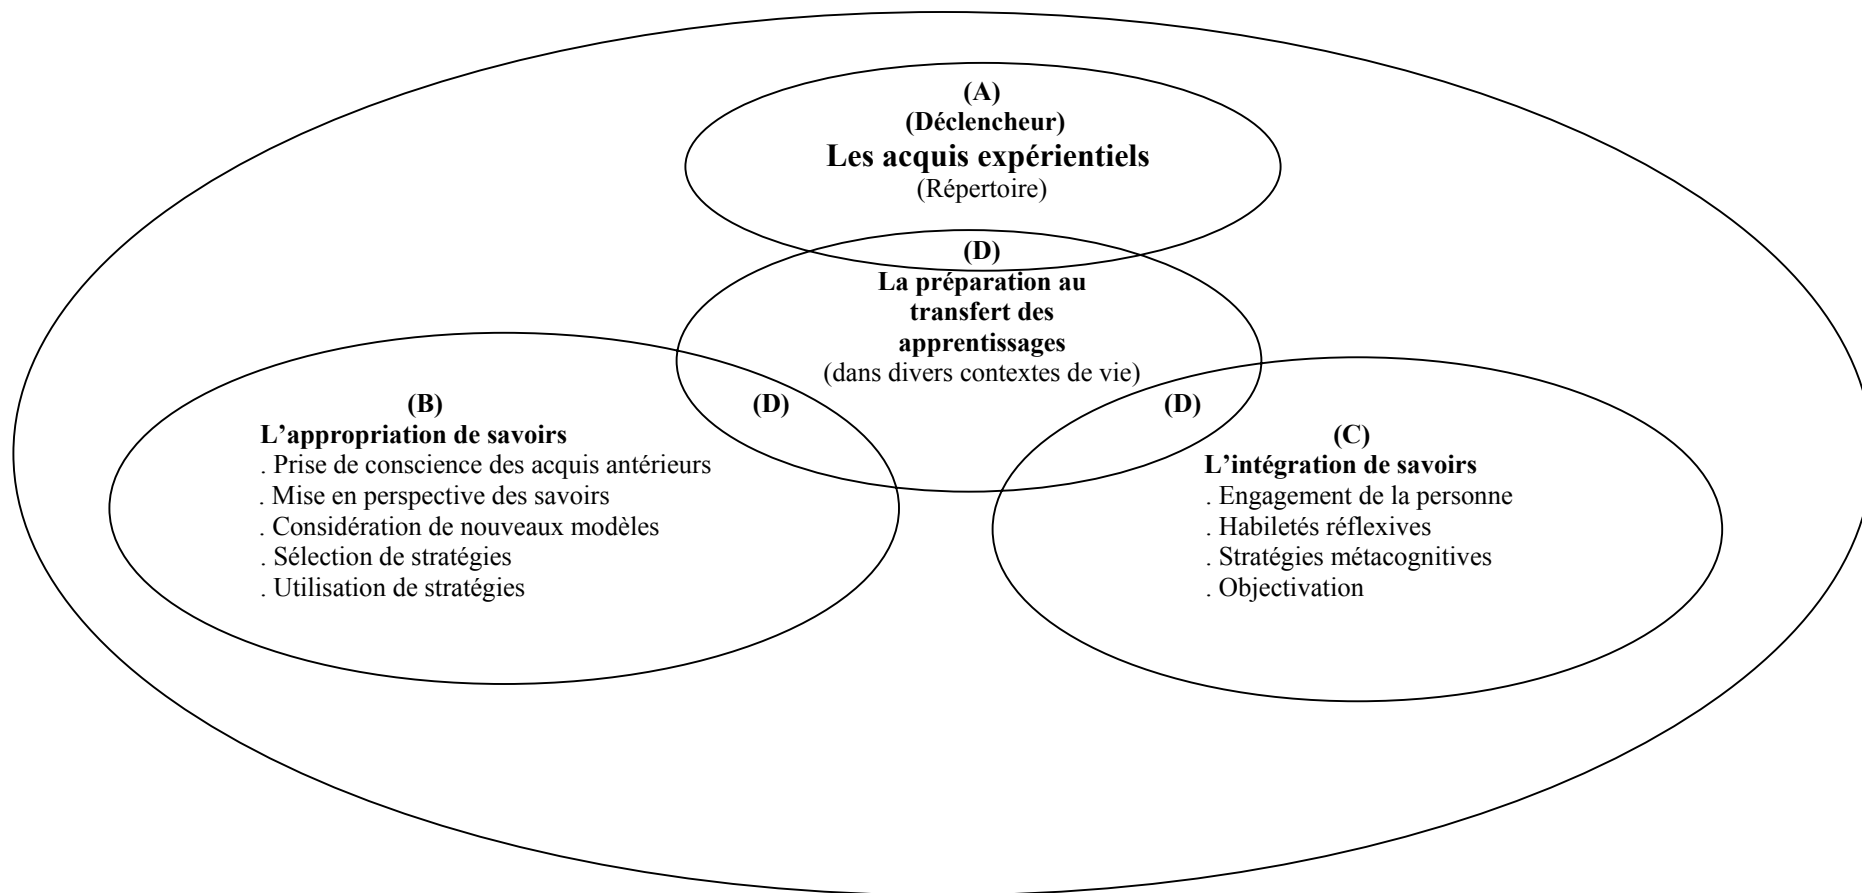 (A)
(Déclencheur)
Les acquis expérientiels
(Répertoire)
(D)
La préparation au
transfert des
apprentissages
(dans divers contextes de vie)
(B)
(D)
L’appropriation de savoirs
. Prise de conscience des acquis antérieurs
. Mise en perspective des savoirs
. Considération de nouveaux modèles
. Sélection de stratégies
. Utilisation de stratégies
(D)
(C)
L’intégration de savoirs
. Engagement de la personne
. Habiletés réflexives
. Stratégies métacognitives
. Objectivation